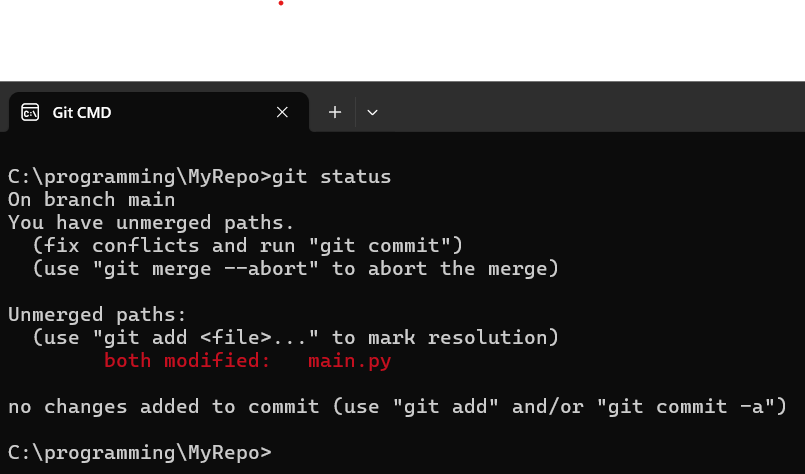 Git CMD
C:\programming\MyRepo>git status
On branch main
You have unmerged paths.
  (fix conflicts and run "git commit")
  (use "git merge --abort" to abort the merge)

Unmerged paths:
  (use "git add <file>..." to mark resolution)
        both modified:   main.py

no changes added to commit (use "git add" and/or "git commit -a")

C:\programming\MyRepo>